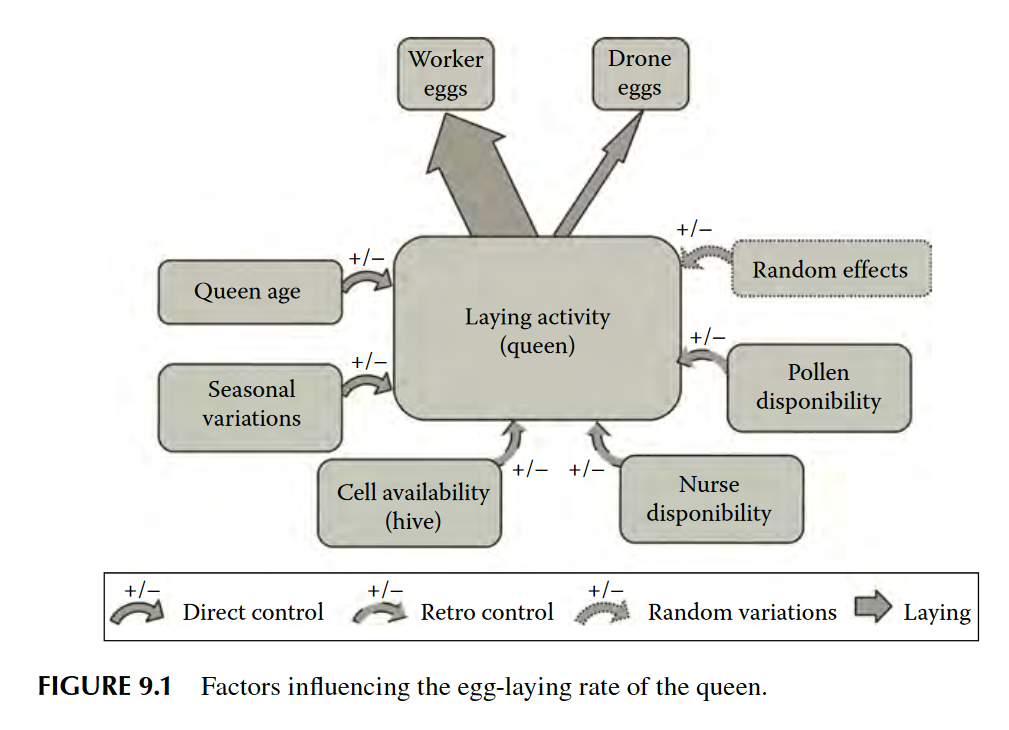 Worker
eggs
Drone
eggs
+/−
Random effects
+/−
Queen age
Laying activity
(queen)
+/−
Pollen
disponibility
+/−
Seasonal
variations
+/−
+/−
Cell availability
(hive)
Nurse
disponibility
+/−
Direct control
+/−
Retro control
+/−
Random variations
Laying
FIGURE 9.1 Factors influencing the egg-laying rate of the queen.